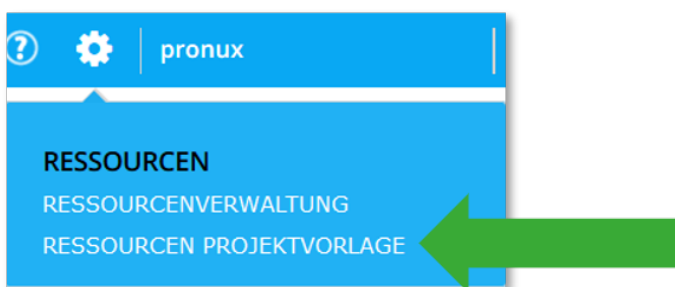 ? pronux
RESSOURCEN
RESSOURCENVERWALTUNG
RESSOURCEN PROJEKTVORLAGE